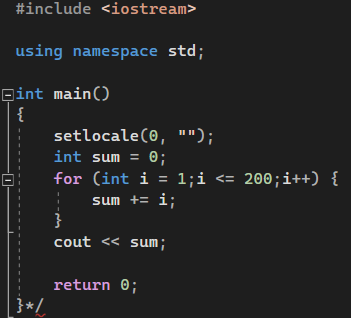 #include <iostream>
using namespace std;
int main()
{
setlocale(0, "");
int sum = 0;
for (int i = 1;i <= 200;i++) {
sum += i;
}
cout << sum;
return 0;
}*/